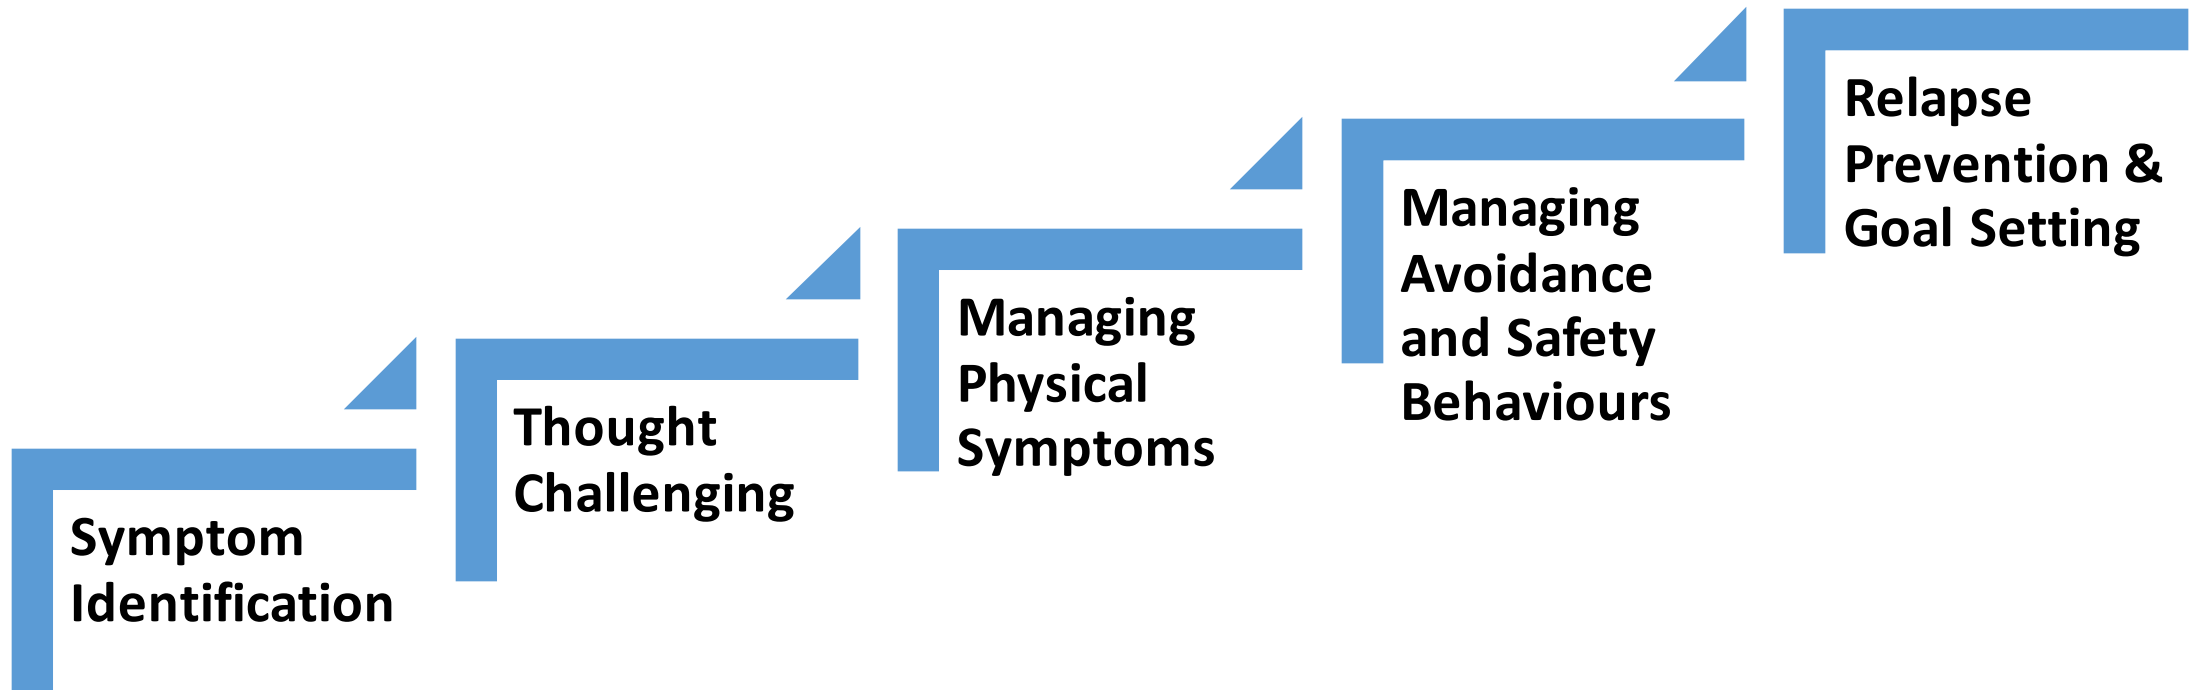 Symptom
Identification
Thought
Challenging
Managing
Physical
Symptoms
Managing
Avoidance
and Safety
Behaviours
Relapse
Prevention &
Goal Setting